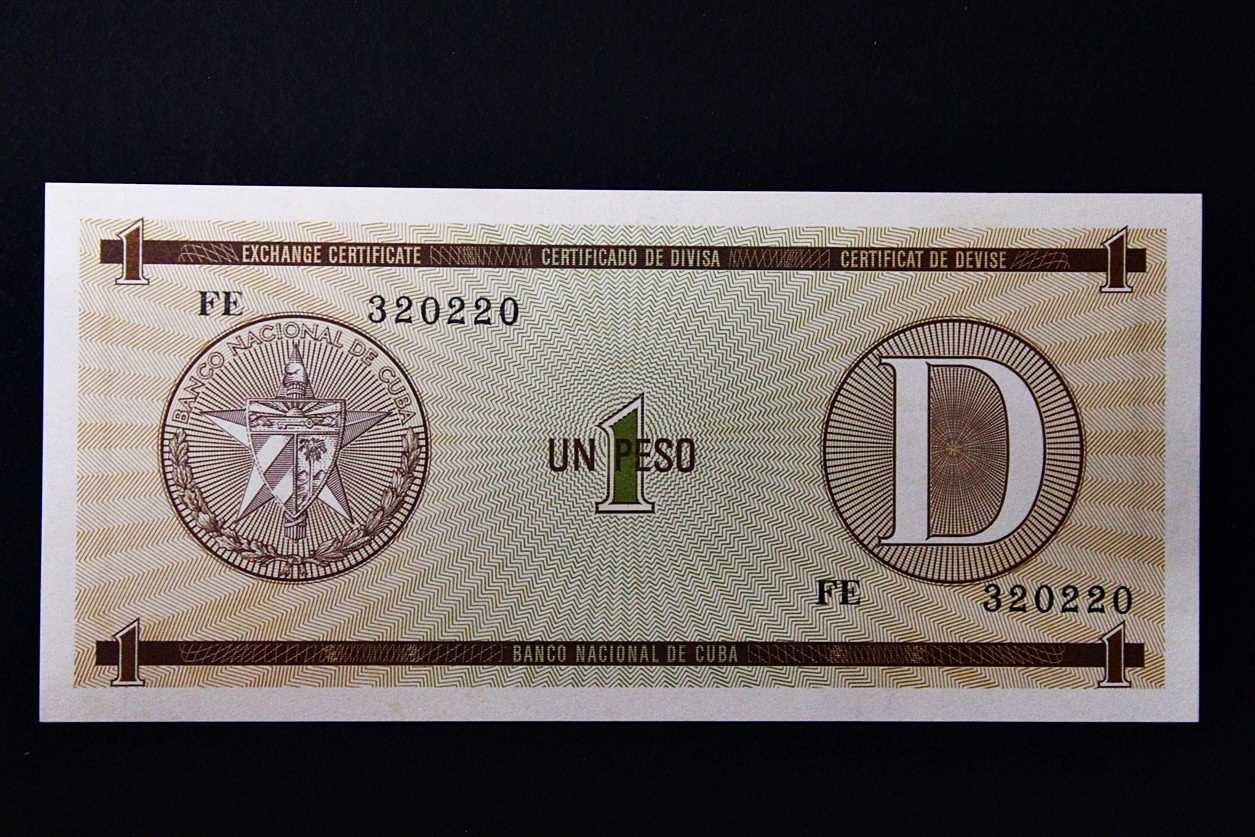 1 EXCHANGE CERTIFICATE CERTIFICADO DE DIVISA CERTIFICAT DE DEVISE 1
FE 320220
BANCO NACIONAL DE CUBA
D
UN 1 PESO
FE 320220
1 BANCO NACIONAL DE CUBA 1